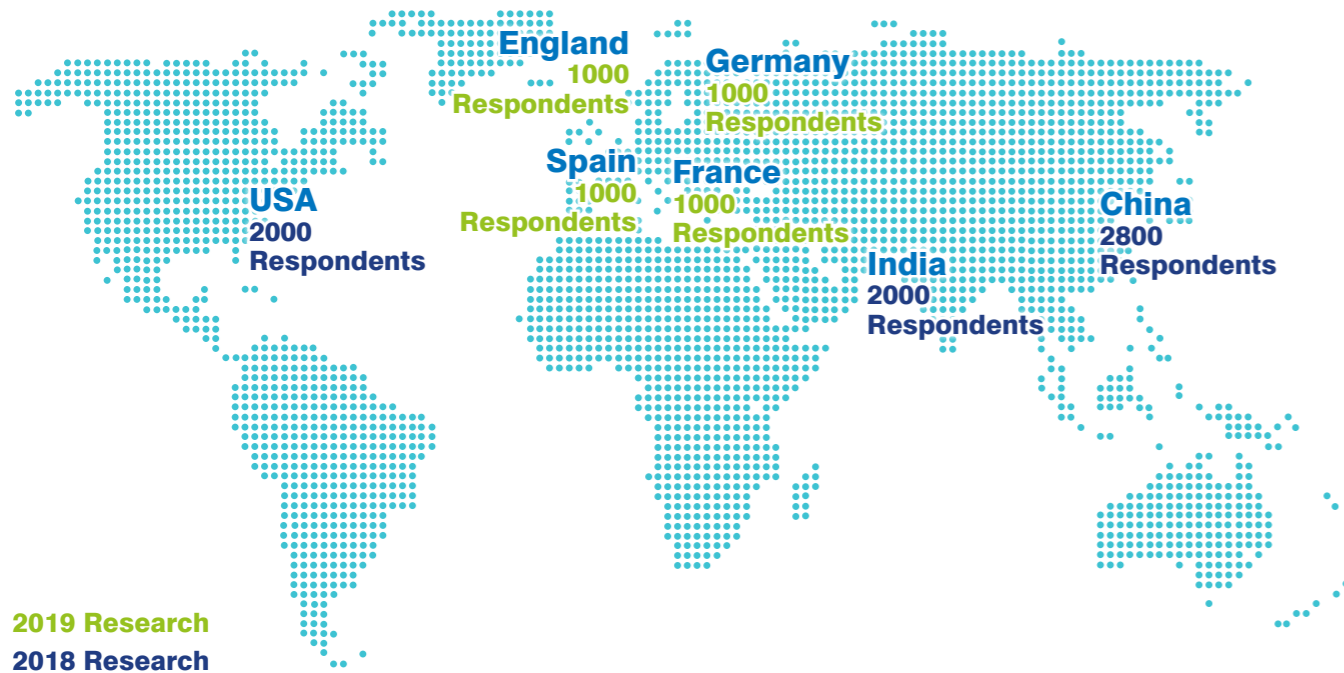 England
1000
Respondents
Germany
1000
Respondents
Spain
1000
Respondents
France
1000
Respondents
USA
2000
Respondents
China
2800
Respondents
India
2000
Respondents
2019 Research
2018 Research